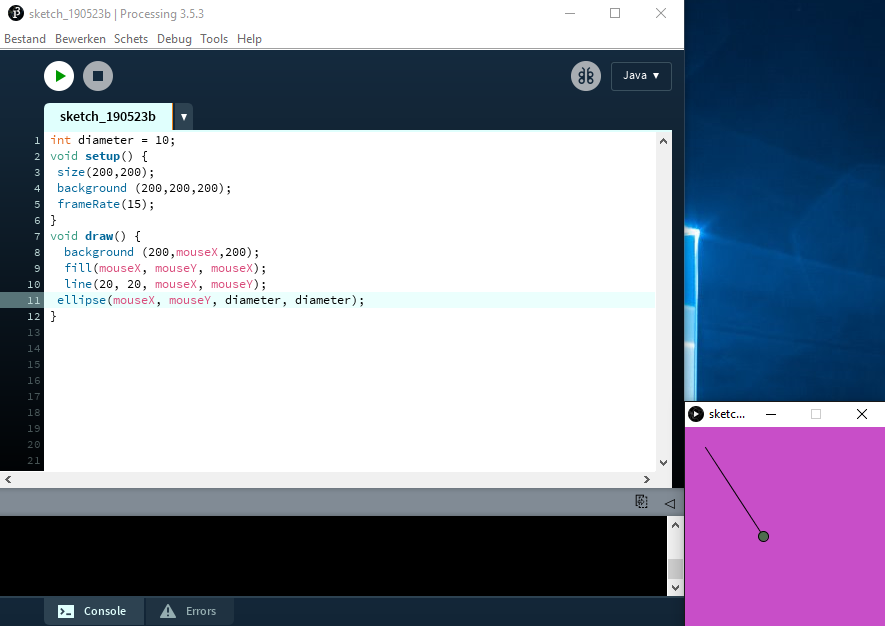 sketch_190523b | Processing 3.5.3
Bestand Bewerken Schets Debug Tools Help
Java ▼
sketch_190523b ▼
1 int diameter = 10;
2 void setup() {
3 size(200,200);
4 background (200,200,200);
5 frameRate(15);
6 }
7 void draw() {
8 background (200,mouseX,200);
9 fill(mouseX, mouseY, mouseX);
10 line(20, 20, mouseX, mouseY);
11 ellipse(mouseX, mouseY, diameter, diameter);
12 }
13
14
15
16
17
18
19
20
21
sketc...
Console Errors